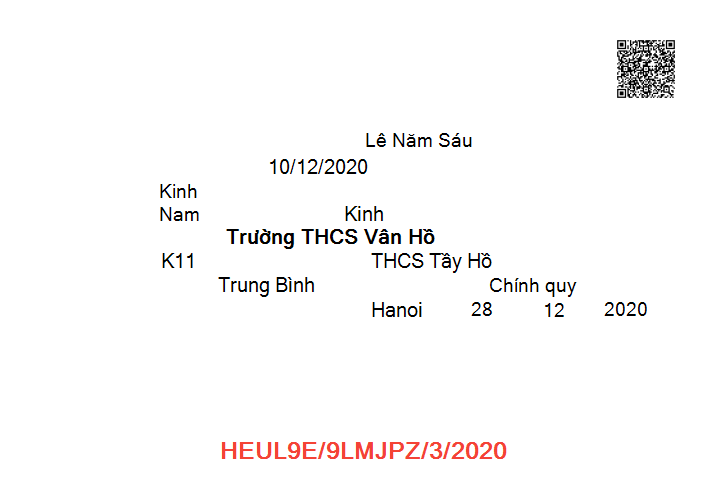 Lê Năm Sáu
10/12/2020
Kinh
Nam Kinh
Trường THCS Vân Hồ
K11 THCS Tây Hồ
Trung Bình Chính quy
Hanoi 28 12 2020
HEUL9E/9LMJPZ/3/2020